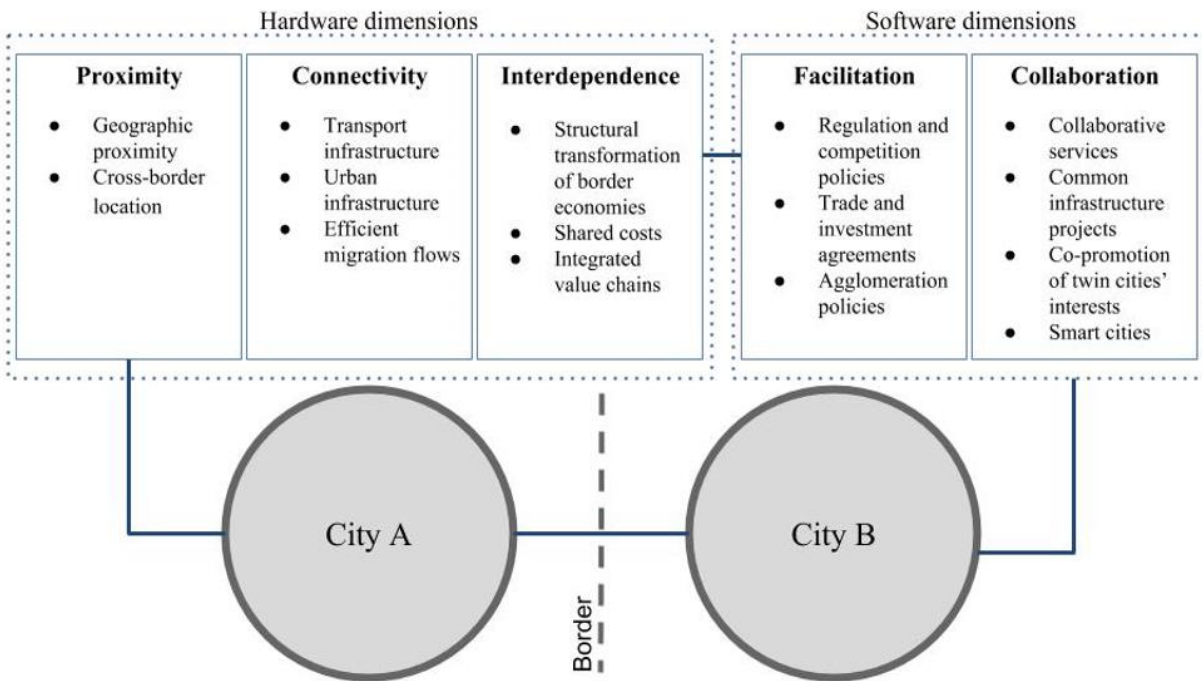 Hardware dimensions
Software dimensions
Proximity
● Geographic
proximity
● Cross-border
location
Connectivity
● Transport
infrastructure
● Urban
infrastructure
● Efficient
migration flows
Interdependence
● Structural
transformation
of border
economies
● Shared costs
● Integrated
value chains
Facilitation
● Regulation and
competition
policies
● Trade and
investment
agreements
● Agglomeration
policies
Collaboration
● Collaborative
services
● Common
infrastructure
projects
● Co-promotion
of twin cities’
interests
● Smart cities
City A
Border
City B